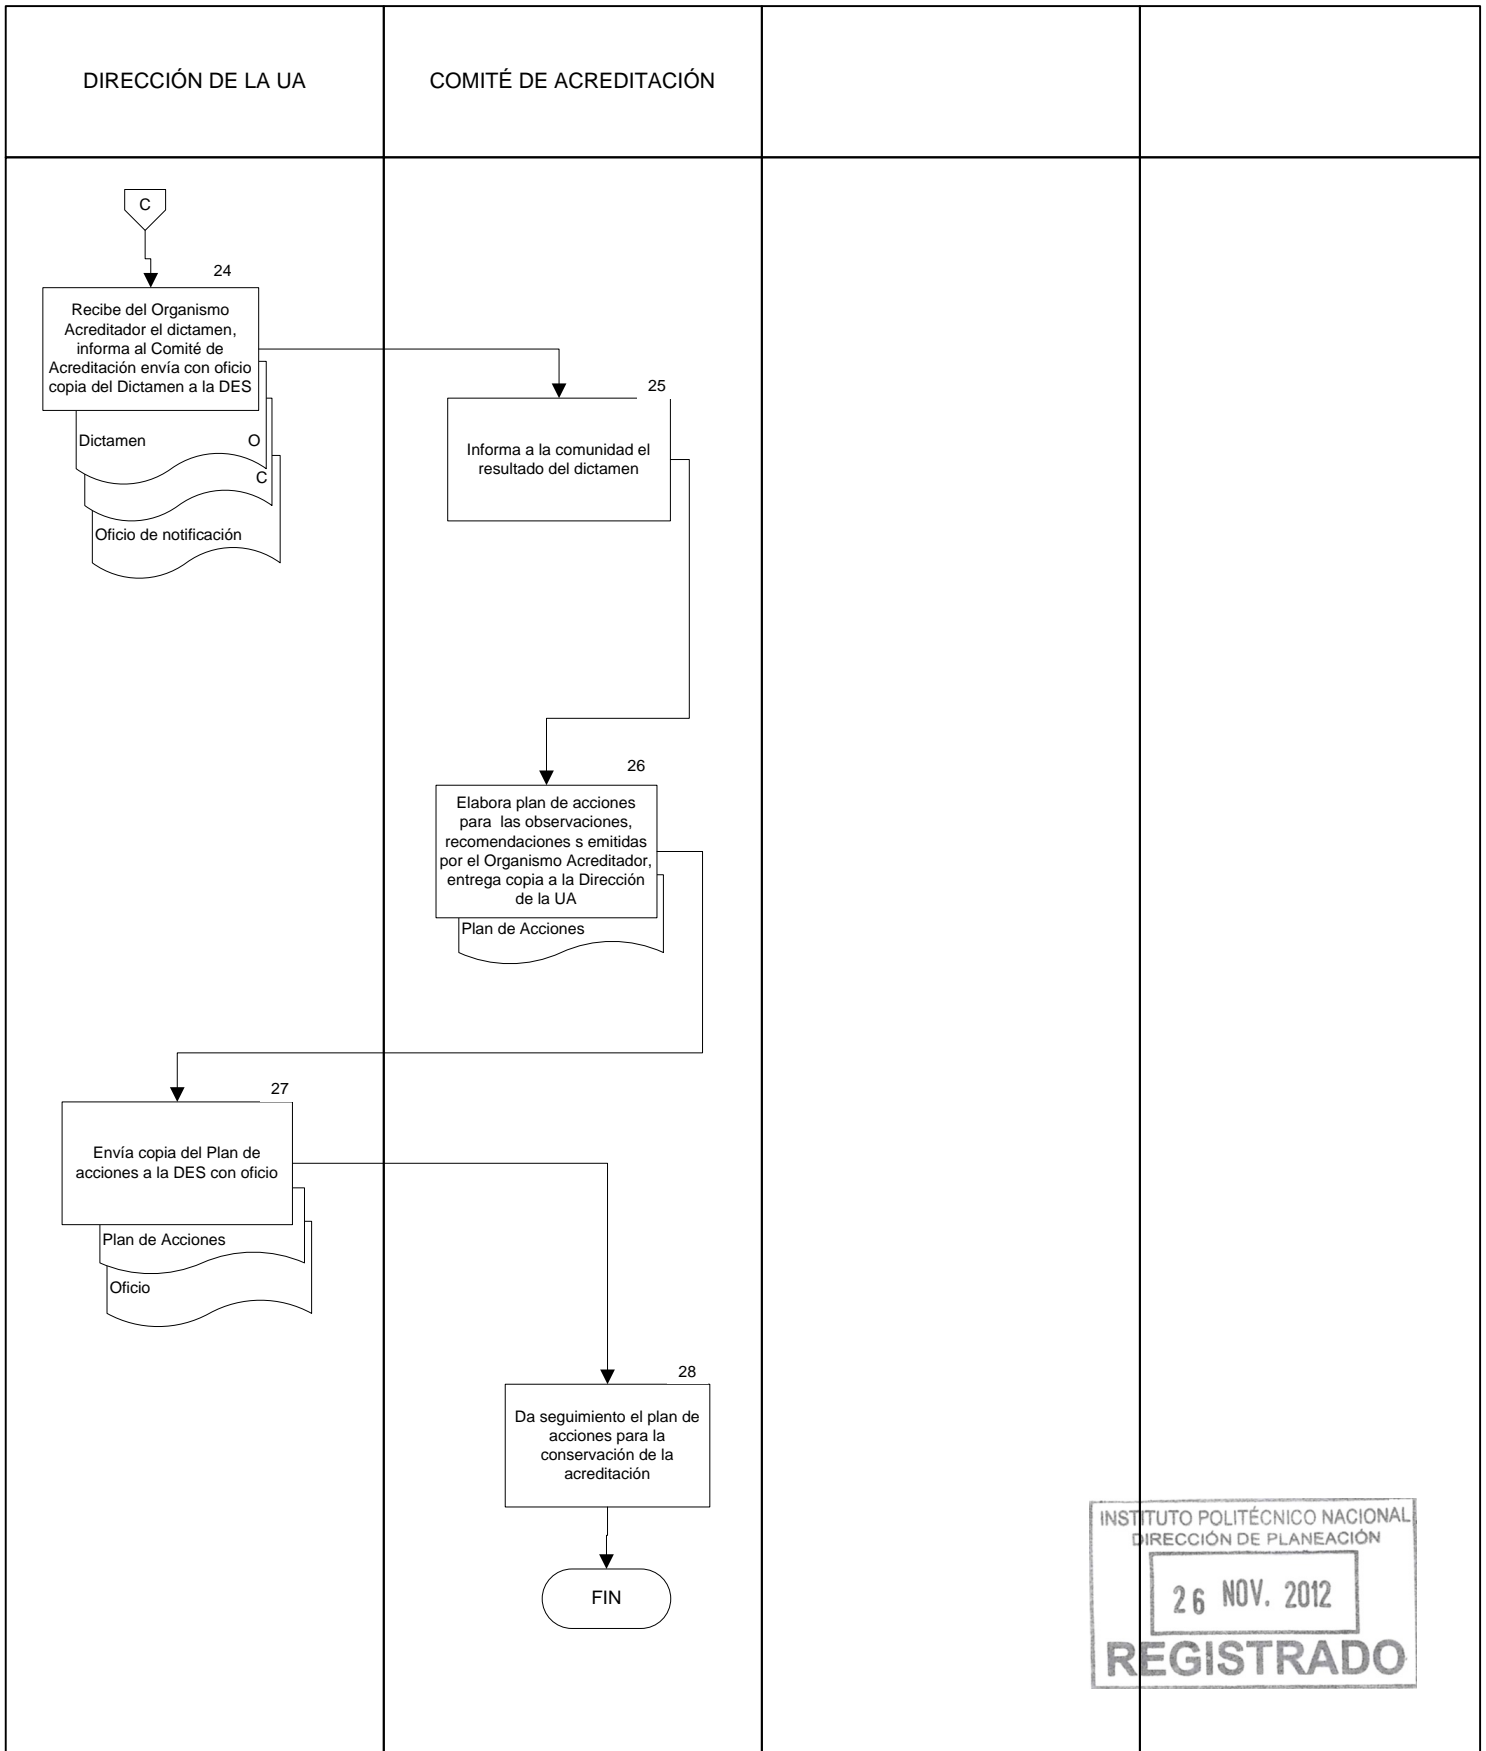 DIRECCIÓN DE LA UA
COMITÉ DE ACREDITACIÓN
C
24
Recibe del Organismo
Acreditador el dictamen,
informa al Comité de
Acreditación envía con oficio
copia del Dictamen a la DES
Dictamen O
C
Oficio de notificación
25
Informa a la comunidad el
resultado del dictamen
26
Elabora plan de acciones
para las observaciones,
recomendaciones s emitidas
por el Organismo Acreditador,
entrega copia a la Dirección
de la UA
Plan de Acciones
27
Envía copia del Plan de
acciones a la DES con oficio
Plan de Acciones
Oficio
28
Da seguimiento el plan de
acciones para la
conservación de la
acreditación
FIN
INSTITUTO POLITÉCNICO NACIONAL
DIRECCIÓN DE PLANEACIÓN
26 NOV. 2012
REGISTRADO